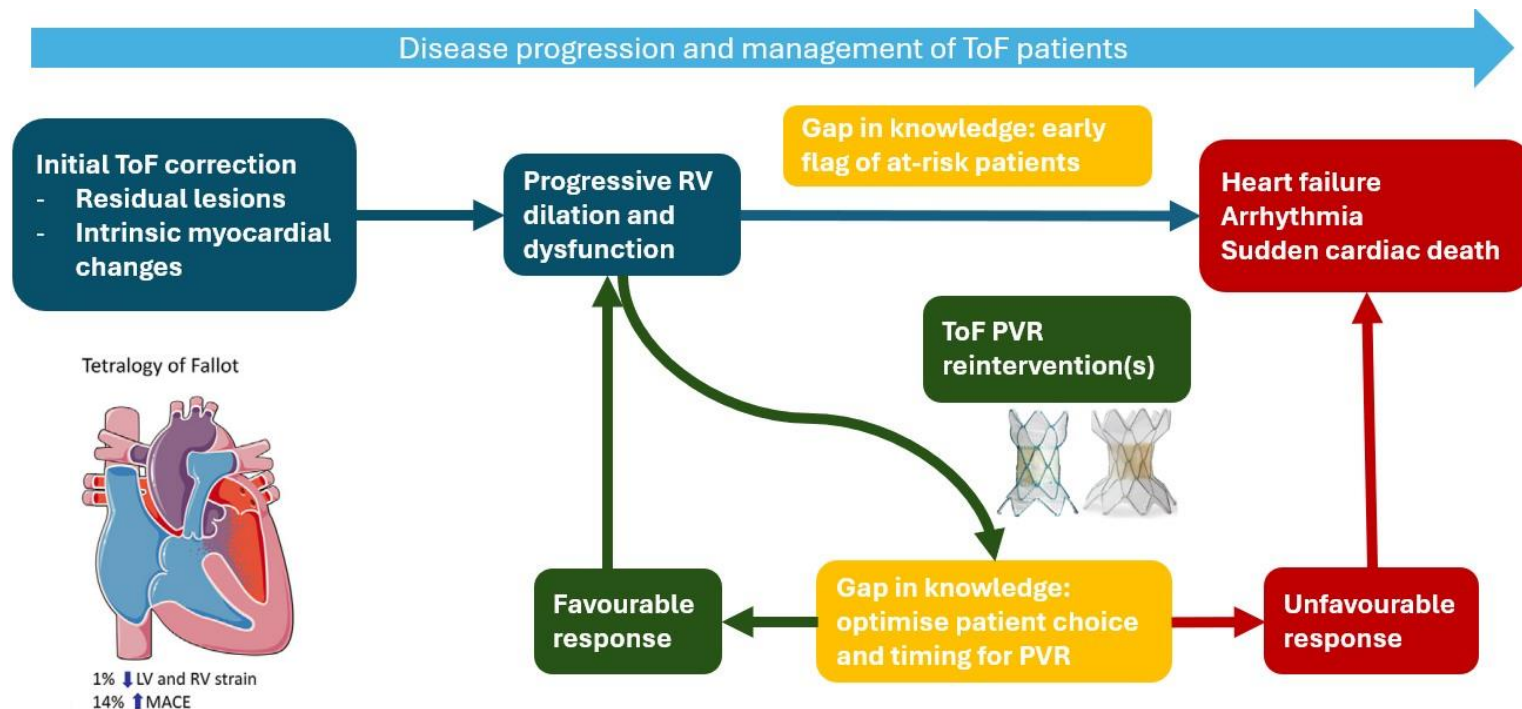 Disease progression and management of ToF patients
Initial ToF correction
- Residual lesions
- Intrinsic myocardial
changes
Progressive RV
dilation and
dysfunction
Gap in knowledge: early
flag of at-risk patients
Heart failure
Arrhythmia
Sudden cardiac death
ToF PVR
reintervention(s)
Tetralogy of Fallot
1% ⬇LV and RV strain
14% ⬆MACE
Favourable
response
Gap in knowledge:
optimise patient choice
and timing for PVR
Unfavourable
response